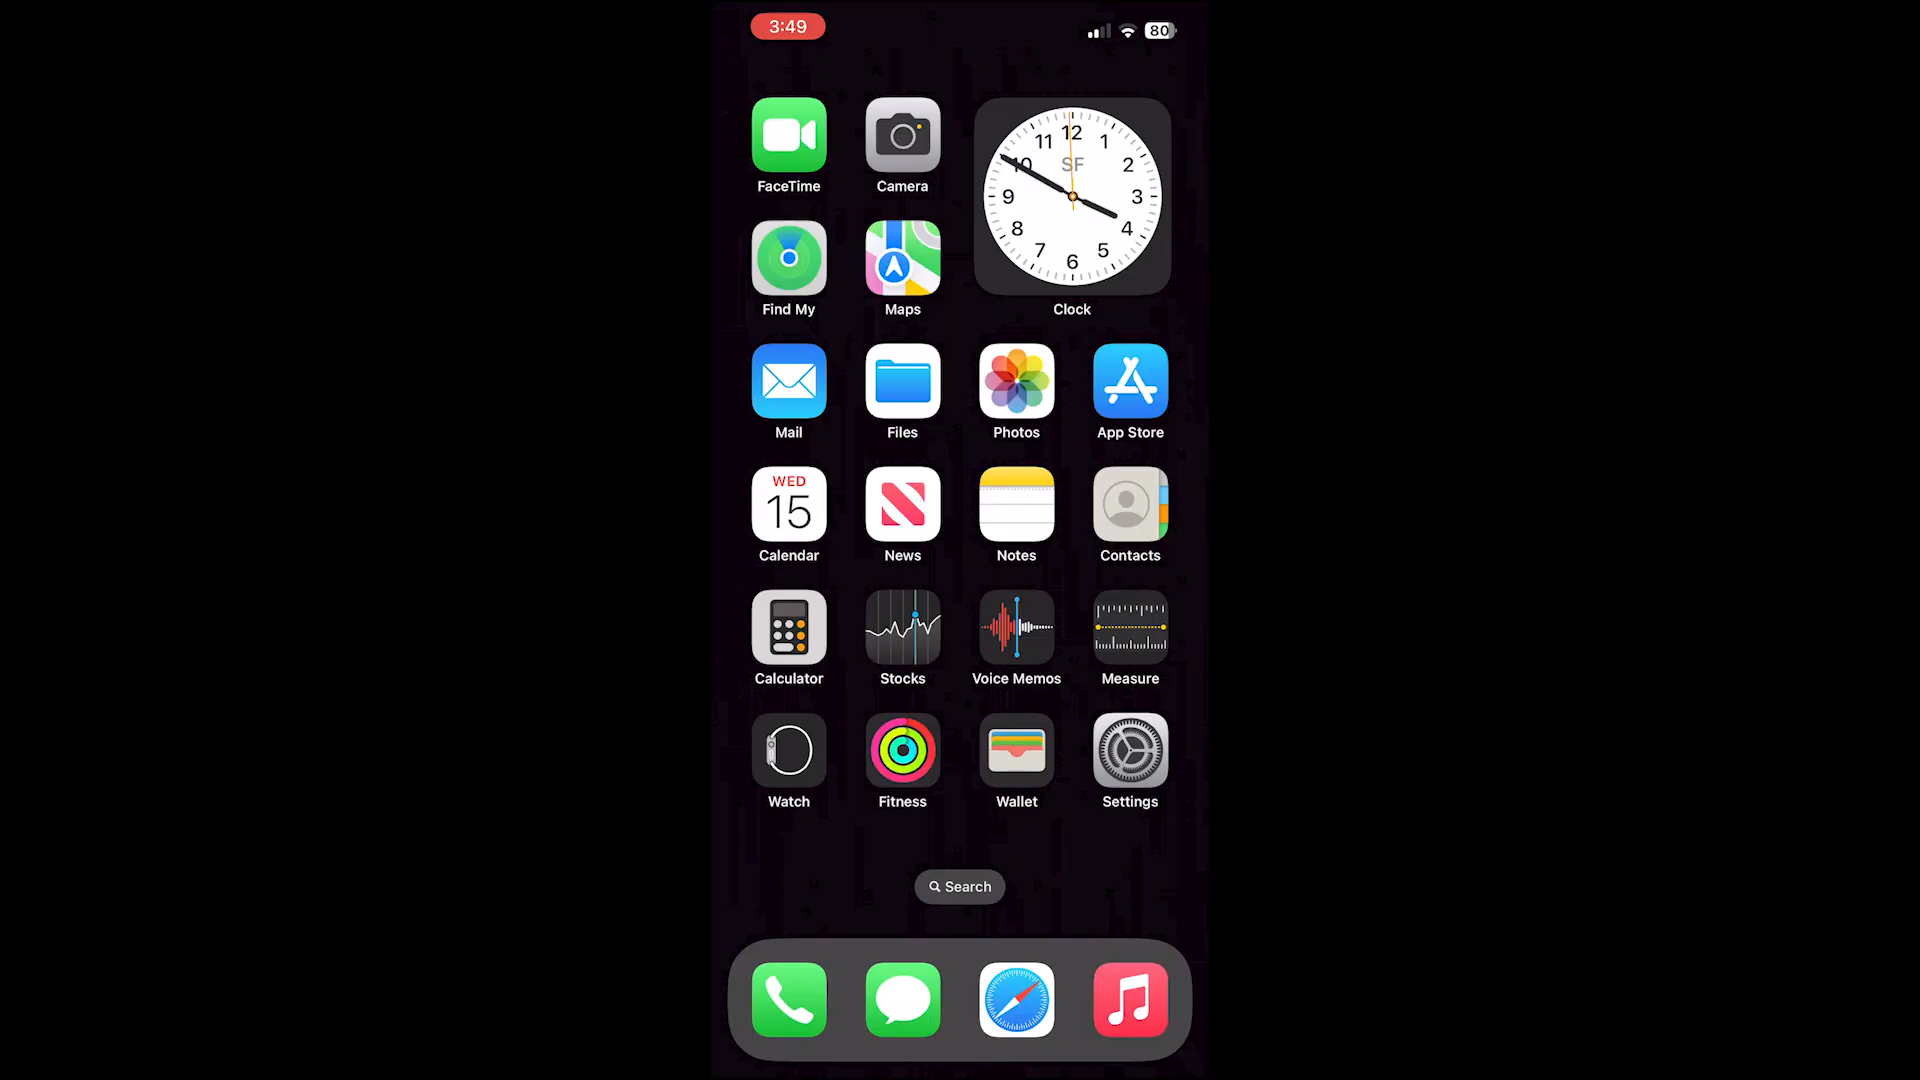 3:49
80
12
11 1
10 SF 2
9 3
8 4
7 5
6
FaceTime Camera
Find My Maps Clock
Mail Files Photos App Store
WED
15
Calendar News Notes Contacts
Calculator Stocks Voice Memos Measure
Watch Fitness Wallet Settings
Search